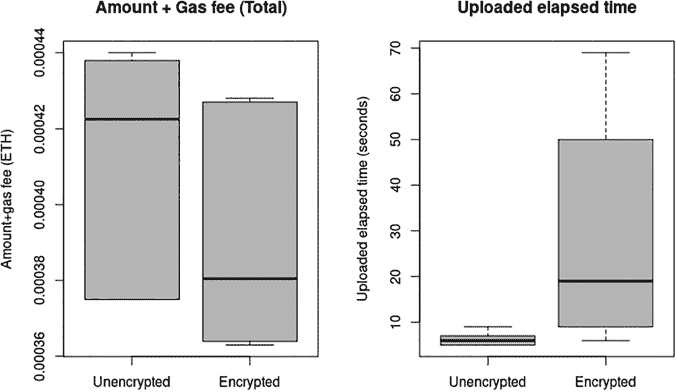 Amount + Gas fee (Total)
Amount+gas fee (ETH)
0.00044
0.00042
0.00040
0.00038
0.00036
Unencrypted
Encrypted
Uploaded elapsed time
Uploaded elapsed time (seconds)
70
60
50
40
30
20
10
Unencrypted
Encrypted